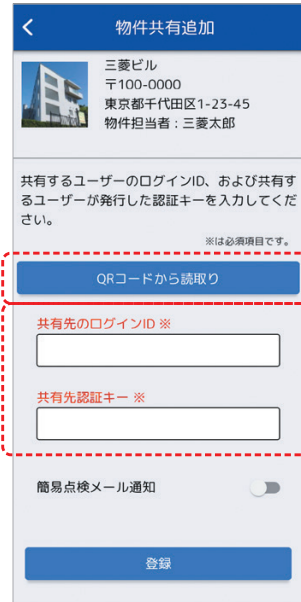 物件共有追加
三菱ビル
〒100-0000
東京都千代田区1-23-45
物件担当者：三菱太郎
共有するユーザーのログインID、および共有す
るユーザーが発行した認証キーを入力してくだ
さい。
※は必須項目です。
QRコードから読取り
共有先のログインID ※
共有先認証キー ※
簡易点検メール通知
登録